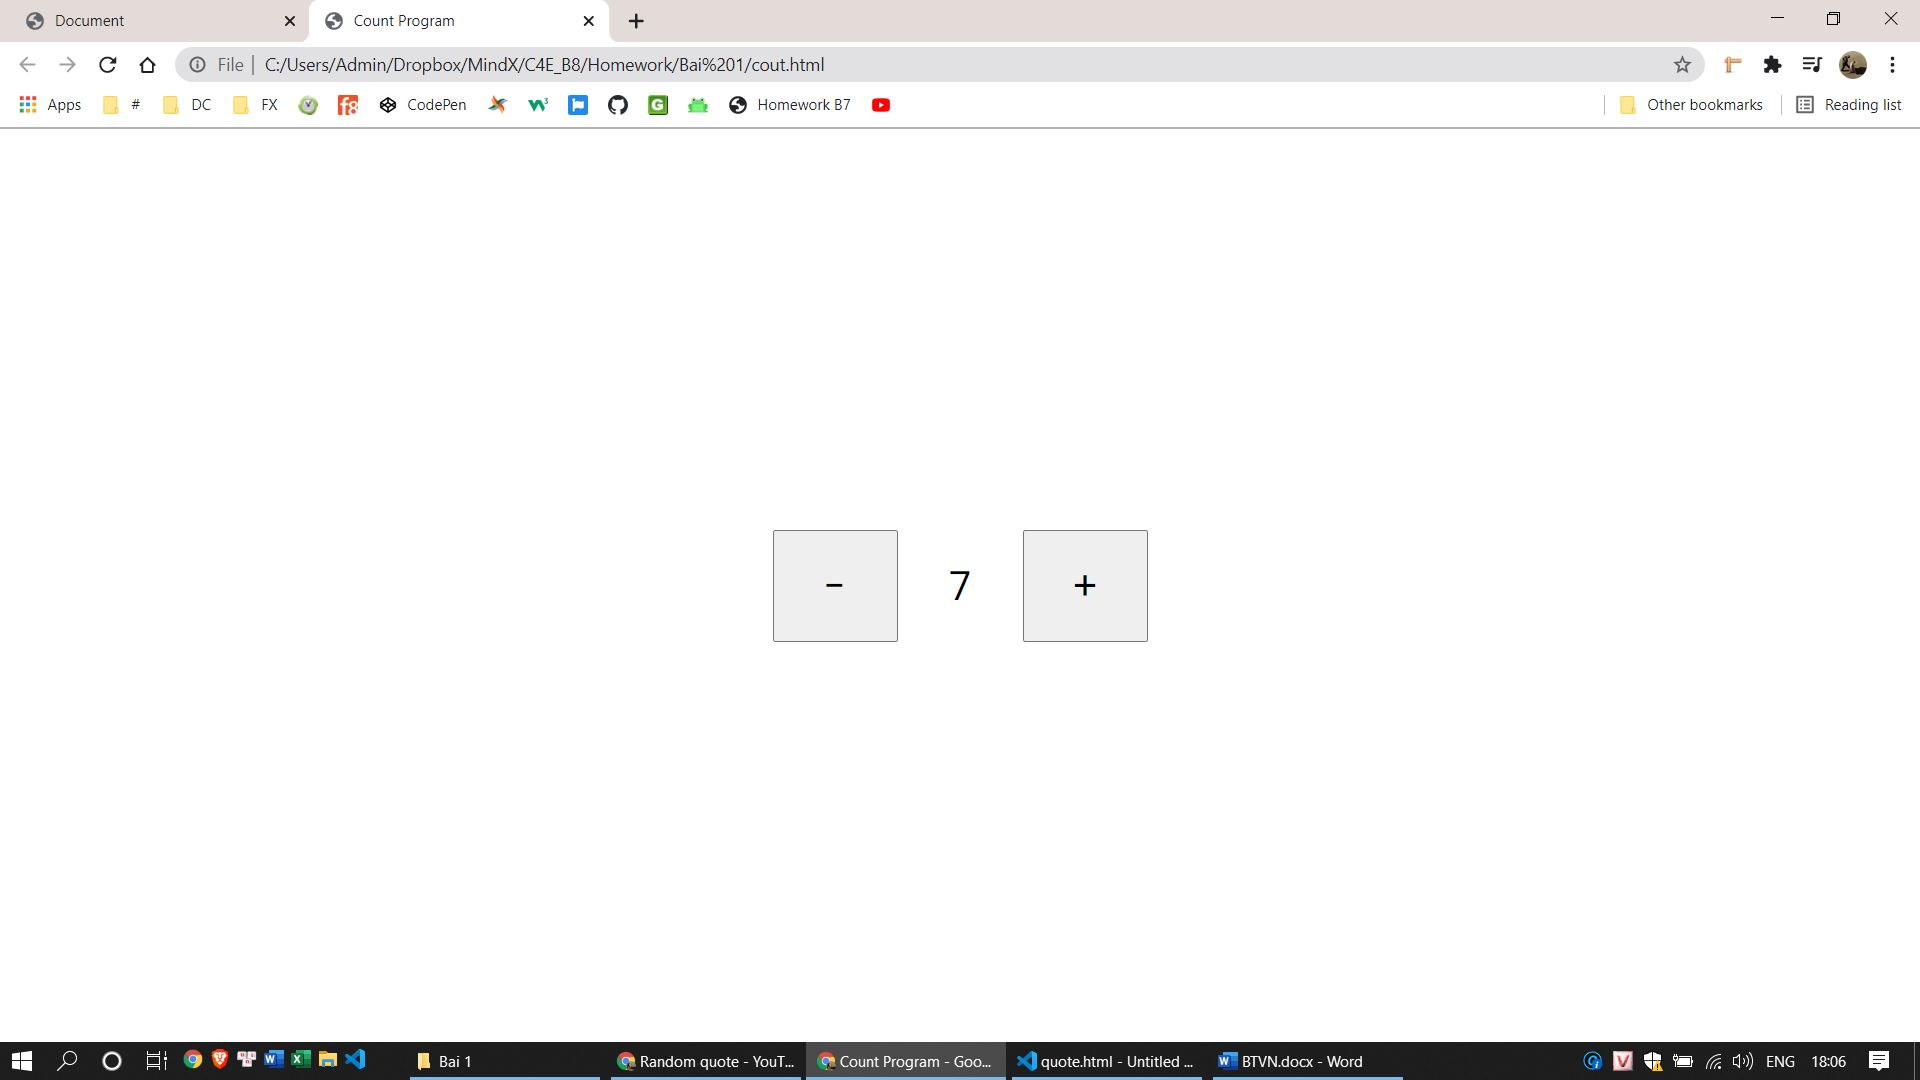 Document
Count Program
File | C:/Users/Admin/Dropbox/MindX/C4E_B8/Homework/Bai%201/cout.html
Apps # DC FX f8 CodePen w3 G Homework B7 Other bookmarks Reading list
- 7 +
Bai 1 Random quote - YouT... Count Program - Goo... quote.html - Untitled ... BTVN.docx - Word ENG 18:06